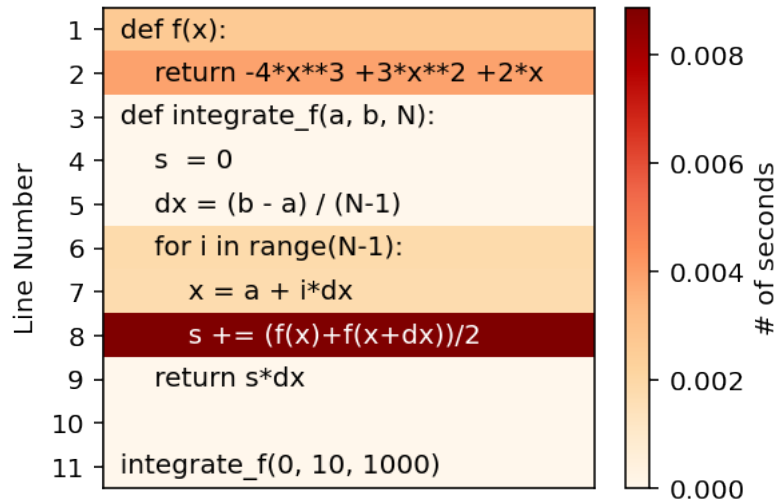 1 def f(x):
2 return -4*x**3 +3*x**2 +2*x
3 def integrate_f(a, b, N):
4 s  = 0
5 dx = (b - a) / (N-1)
6 for i in range(N-1):
7 x = a + i*dx
8 s += (f(x)+f(x+dx))/2
9 return s*dx
10
11 integrate_f(0, 10, 1000)
Line Number
0.008
0.006
0.004
0.002
0.000
# of seconds